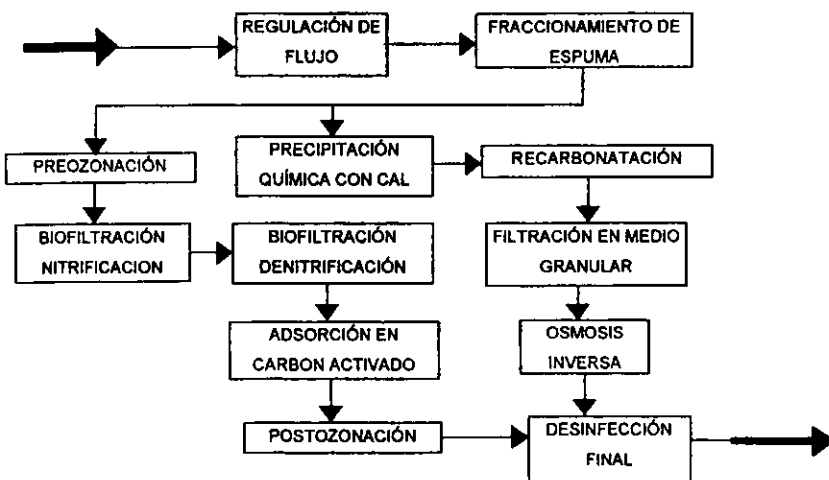 REGULACIÓN DE
FLUJO
FRACCIONAMIENTO DE
ESPUMA
PREOZONACIÓN
PRECIPITACIÓN
QUÍMICA CON CAL
RECARBONATACIÓN
BIOFILTRACIÓN
NITRIFICACION
BIOFILTRACIÓN
DENITRIFICACIÓN
FILTRACIÓN EN MEDIO
GRANULAR
ADSORCIÓN EN
CARBON ACTIVADO
OSMOSIS
INVERSA
POSTOZONACIÓN
DESINFECCIÓN
FINAL